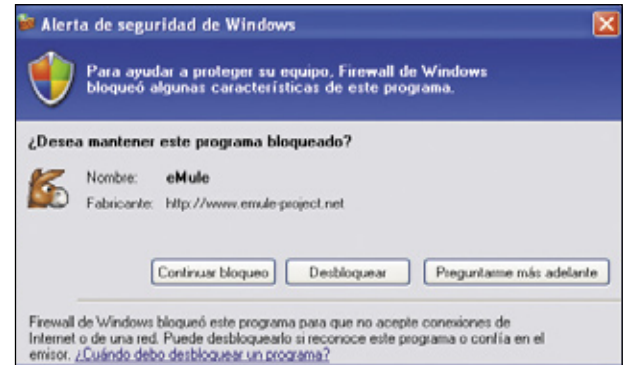 Alerta de seguridad de Windows
Para ayudar a proteger su equipo, Firewall de Windows
bloqueó algunas características de este programa.
¿Desea mantener este programa bloqueado?
Nombre: eMule
Fabricante: http://www.emule-project.net
Continuar bloqueo Desbloquear Preguntarme más adelante
Firewall de Windows bloqueó este programa para que no acepte conexiones de
Internet o de una red. Puede desbloquearlo si reconoce este programa o confía en el
emisor. ¿Cuándo debo desbloquear un programa?